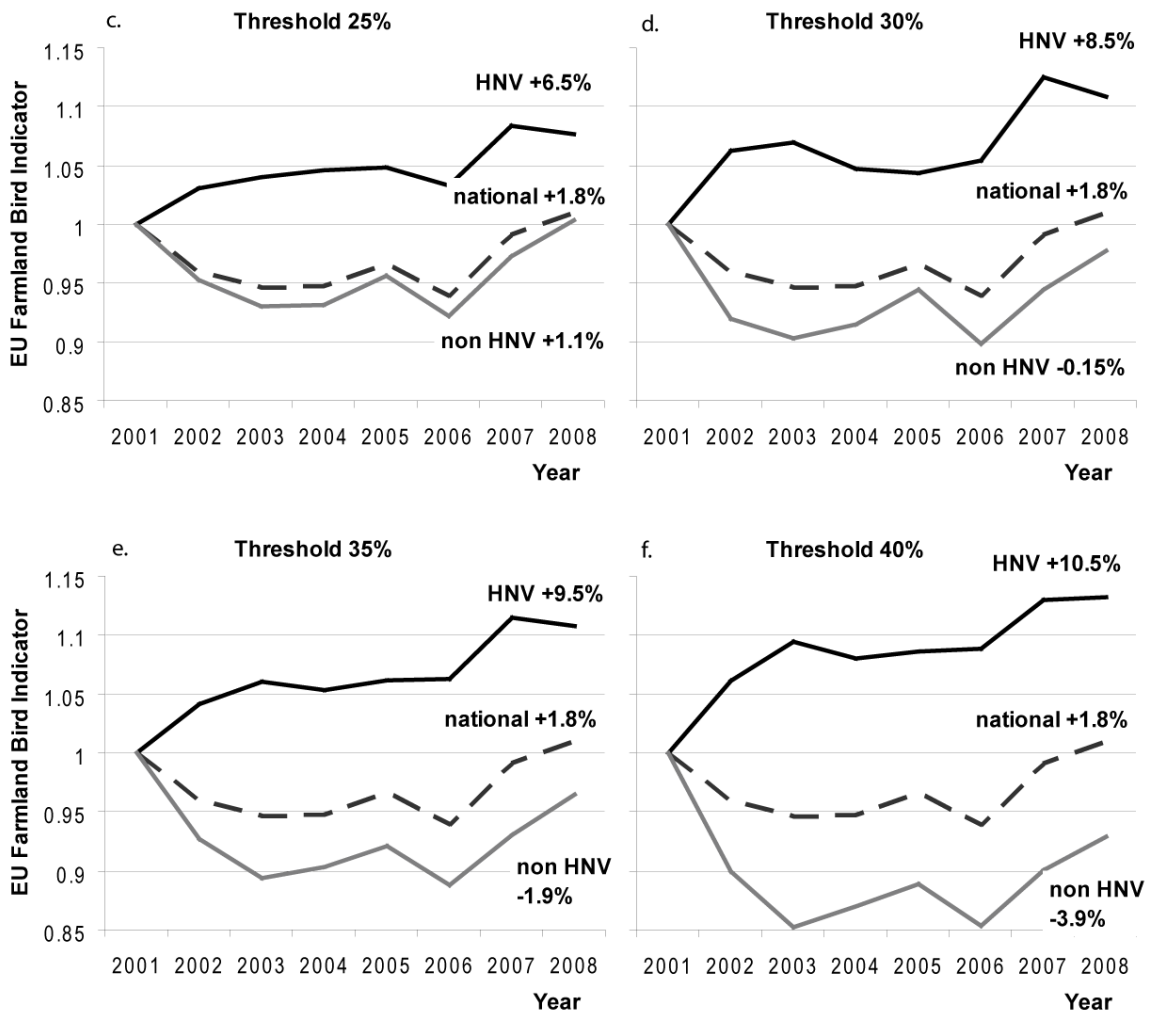 c.
Threshold 25%
EU Farmland Bird Indicator
1.15
1.1
1.05
1
0.95
0.9
0.85
HNV +6.5%
national +1.8%
non HNV +1.1%
2001 2002 2003 2004 2005 2006 2007 2008
Year
d.
Threshold 30%
HNV +8.5%
national +1.8%
non HNV -0.15%
2001 2002 2003 2004 2005 2006 2007 2008
Year
e.
Threshold 35%
EU Farmland Bird Indicator
1.15
1.1
1.05
1
0.95
0.9
0.85
HNV +9.5%
national +1.8%
non HNV
-1.9%
2001 2002 2003 2004 2005 2006 2007 2008
Year
f.
Threshold 40%
HNV +10.5%
national +1.8%
non HNV
-3.9%
2001 2002 2003 2004 2005 2006 2007 2008
Year